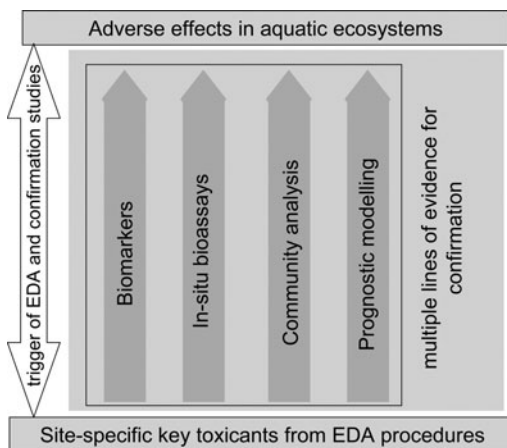 Adverse effects in aquatic ecosystems
trigger of EDA and confirmation studies
Biomarkers
In-situ bioassays
Community analysis
Prognostic modelling
multiple lines of evidence for
confirmation
Site-specific key toxicants from EDA procedures